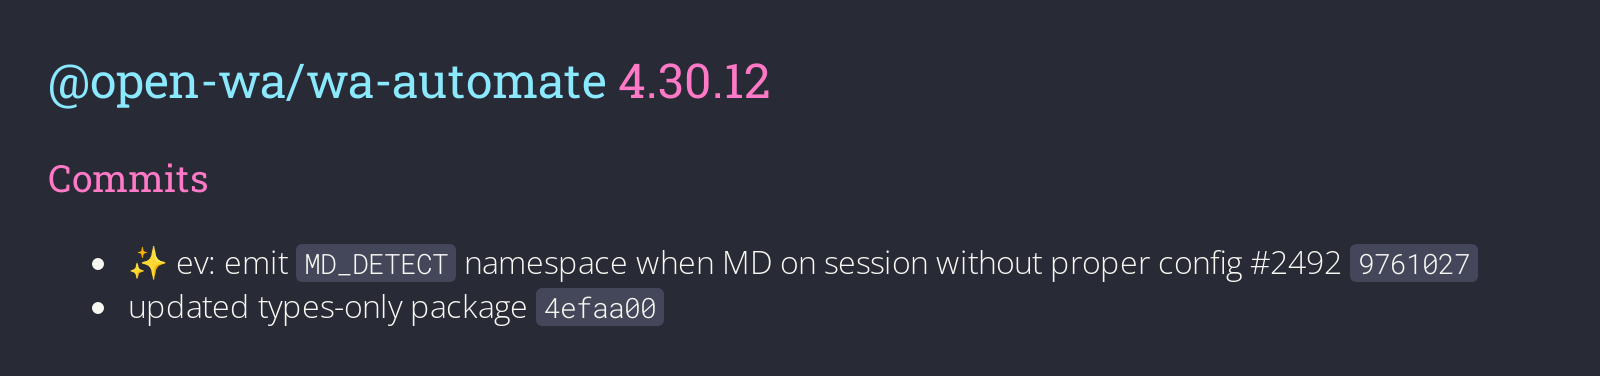 @open-wa/wa-automate 4.30.12
Commits
✨ ev: emit MD_DETECT namespace when MD on session without proper config #2492 9761027
updated types-only package 4efaa00